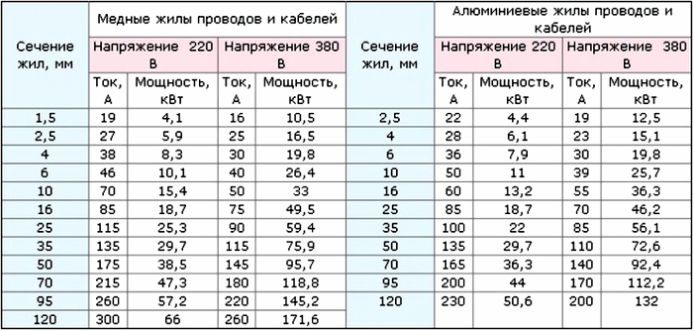 Сечение жил, мм | Медные жилы проводов и кабелей | Сечение жил, мм | Алюминиевые жилы проводов и кабелей
Напряжение 220 В | Напряжение 380 В | Напряжение 220 В | Напряжение 380 В
Ток, А | Мощность, кВт | Ток, А | Мощность, кВт | Ток, А | Мощность, кВт | Ток, А | Мощность, кВт
1,5 | 19 | 4,1 | 16 | 10,5 | 2,5 | 22 | 4,4 | 19 | 12,5
2,5 | 27 | 5,9 | 25 | 16,5 | 4 | 28 | 6,1 | 23 | 15,1
4 | 38 | 8,3 | 30 | 19,8 | 6 | 36 | 7,9 | 30 | 19,8
6 | 46 | 10,1 | 40 | 26,4 | 10 | 50 | 11 | 39 | 25,7
10 | 70 | 15,4 | 50 | 33 | 16 | 60 | 13,2 | 55 | 36,3
16 | 85 | 18,7 | 75 | 49,5 | 25 | 85 | 18,7 | 70 | 46,2
25 | 115 | 25,3 | 90 | 59,4 | 35 | 100 | 22 | 85 | 56,1
35 | 135 | 29,7 | 115 | 75,9 | 50 | 135 | 29,7 | 110 | 72,6
50 | 175 | 38,5 | 145 | 95,7 | 70 | 165 | 36,3 | 140 | 92,4
70 | 215 | 47,3 | 180 | 118,8 | 95 | 200 | 44 | 170 | 112,2
95 | 260 | 57,2 | 220 | 145,2 | 120 | 230 | 50,6 | 200 | 132
120 | 300 | 66 | 260 | 171,6